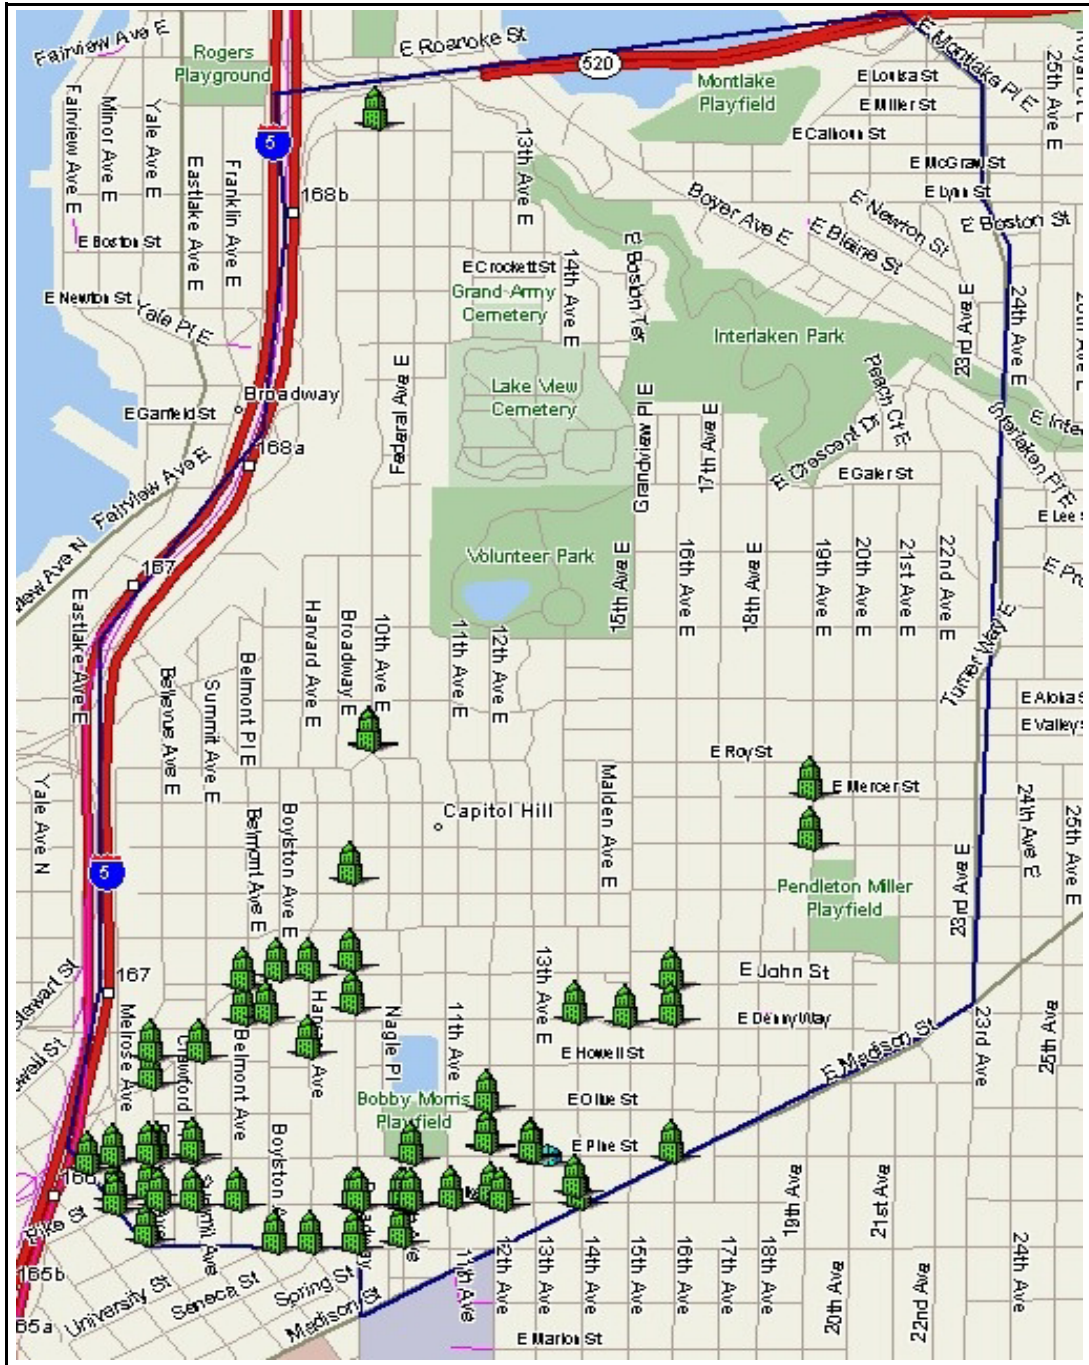 Fairview Ave E
Rogers
Playground
E Roanoke St
520
E Montlake Pl E
E Louisa St
25th Ave E
Montlake
Playfield
E Miller St
E Calhoun St
Fairview Ave E
Minor Ave E
Yale Ave E
Eastlake Ave E
Franklin Ave E
5
168b
13th Ave E
E McGraw St
E Lynn St
Boyer Ave E
E Newton St
E Blaine St
E Boston St
E Boston St
E Boston Ter
E Crockett St
14th Ave E
Grand Army
Cemetery
E Newton St
Yale Pl E
Interlaken Park
23rd Ave E
24th Ave E
Federal Ave E
Lake View
Cemetery
Broadway
E Garfield St
Grandview Pl E
17th Ave E
E Crescent Dr
Peach Ct E
Interlaken Pl E
168a
E Galer St
Fairview Ave E
E Lee
Volunteer Park
167
view Ave N
Eastlake Ave E
Harvard Ave E
Broadway E
10th Ave E
11th Ave E
12th Ave E
15th Ave E
16th Ave E
18th Ave E
19th Ave E
20th Ave E
21st Ave E
22nd Ave E
Turner Way E
Bellevue Ave E
Summit Ave E
Belmont Pl E
E Aloha S
E Valley
E Roy St
E Mercer St
Yale Ave N
Belmont Ave E
Boylston Ave E
Capitol Hill
Malden Ave E
24th Ave E
25th Ave E
5
23rd Ave E
Pendleton Miller
Playfield
Stewart St
167
13th Ave E
E John St
E Denny Way
Melrose Ave
Belmont Ave
Nagle Pl
11th Ave
E Howell St
E Madison St
23rd Ave
25th Ave
Bobby Morris
Playfield
E Olive St
E Pine St
Boylston A
Pike St
Summit Ave
165b
University St
Seneca St
Spring St
Madison St
11th Ave
12th Ave
13th Ave
14th Ave
15th Ave
16th Ave
17th Ave
18th Ave
19th Ave
20th Ave
21st Ave
22nd Ave
24th Ave
65a
E Marion St